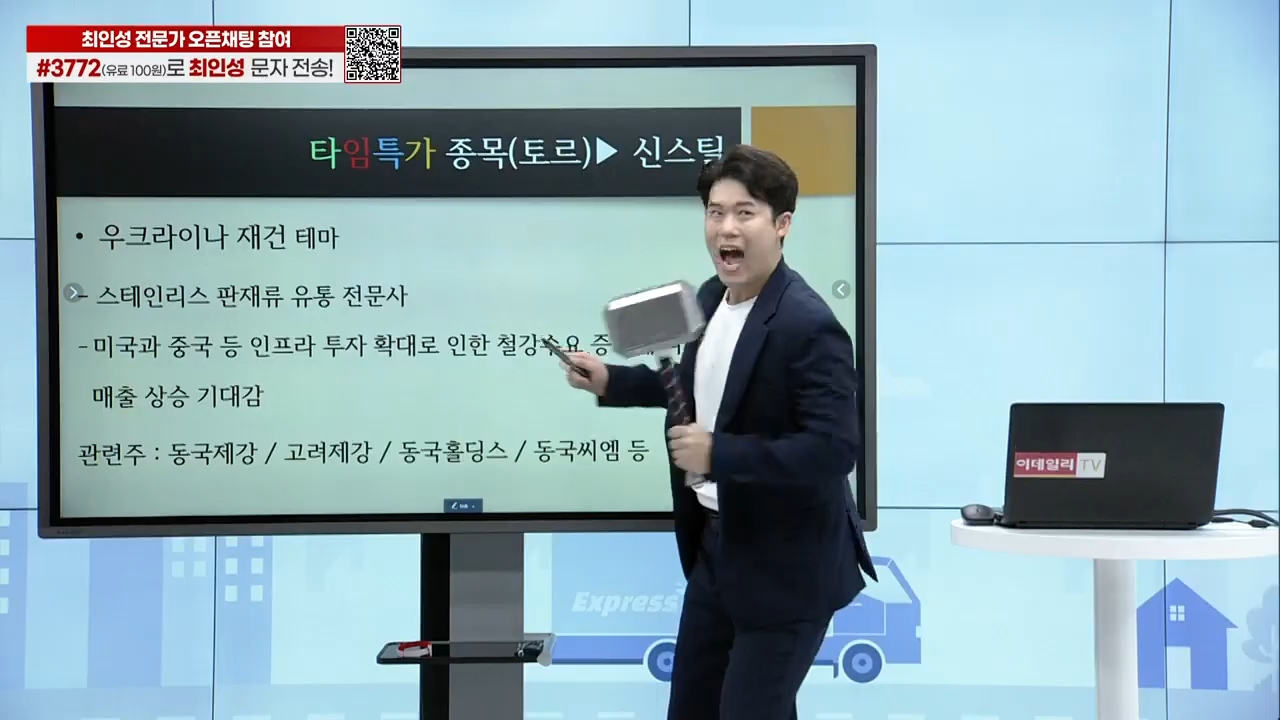 최인성 전문가 오픈채팅 참여
#3772(유료 100원)로 최인성 문자 전송!
타임특가 종목(토르)▶ 신스틸
• 우크라이나 재건 테마
- 스테인리스 판재류 유통 전문사
- 미국과 중국 등 인프라 투자 확대로 인한 철강수요 증
매출 상승 기대감
관련주 : 동국제강 / 고려제강 / 동국홀딩스 / 동국씨엠 등
이데일리 TV
Express